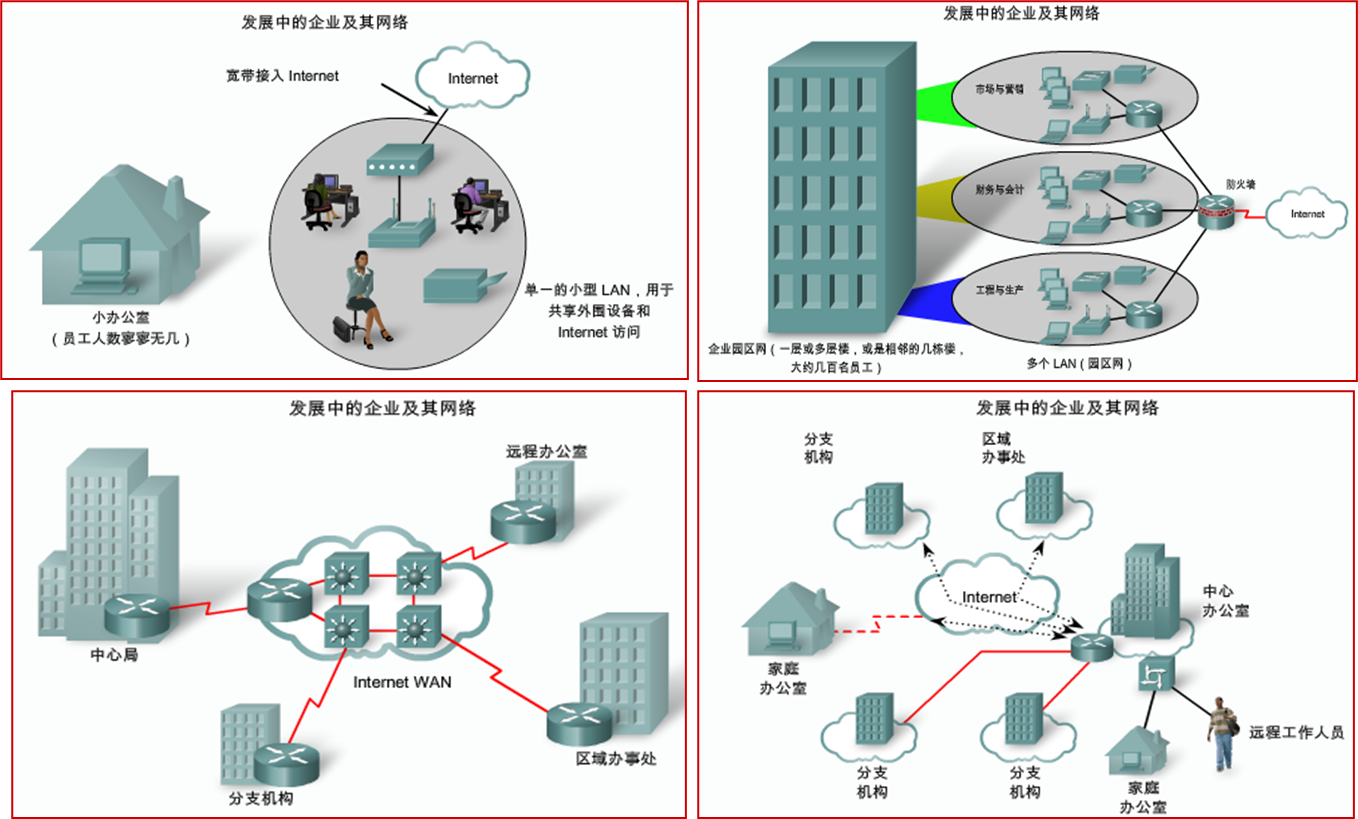 发展中的企业及其网络
宽带接入 Internet
Internet
小办公室
（员工人数寥寥无几）
单一的小型 LAN，用于
共享外围设备和
Internet 访问
发展中的企业及其网络
市场与营销
财务与会计
工程与生产
防火墙
Internet
企业园区网（一层或多层楼，或是相邻的几栋楼，
大约几百名员工）
多个 LAN（园区网）
发展中的企业及其网络
远程办公室
中心局
Internet WAN
分支机构
区域办事处
发展中的企业及其网络
分支
机构
区域
办事处
Internet
中心
办公室
家庭
办公室
分支
机构
分支
机构
家庭
办公室
远程工作人员